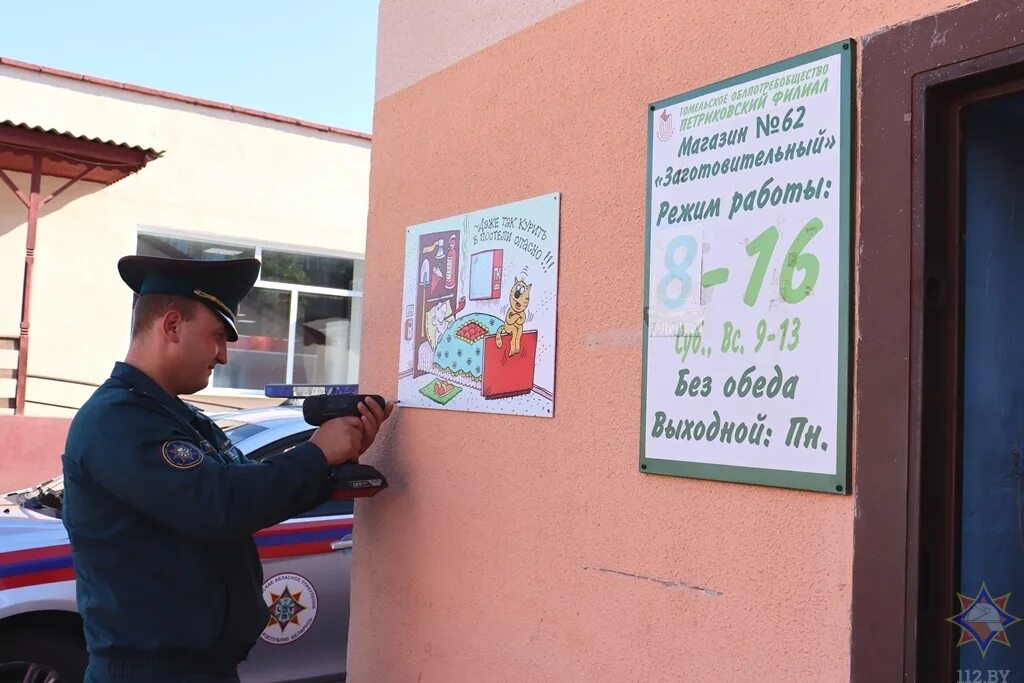 ~Даже так курить
в постели опасно!!!
ГОМЕЛЬСКОЕ ОБЛПОТРЕБОБЩЕСТВО
ПЕТРИКОВСКИЙ ФИЛИАЛ
Магазин №62
«Заготовительный»
Режим работы:
8-16
Суб., Вс. 9-13
Без обеда
Выходной: Пн.
112.BY